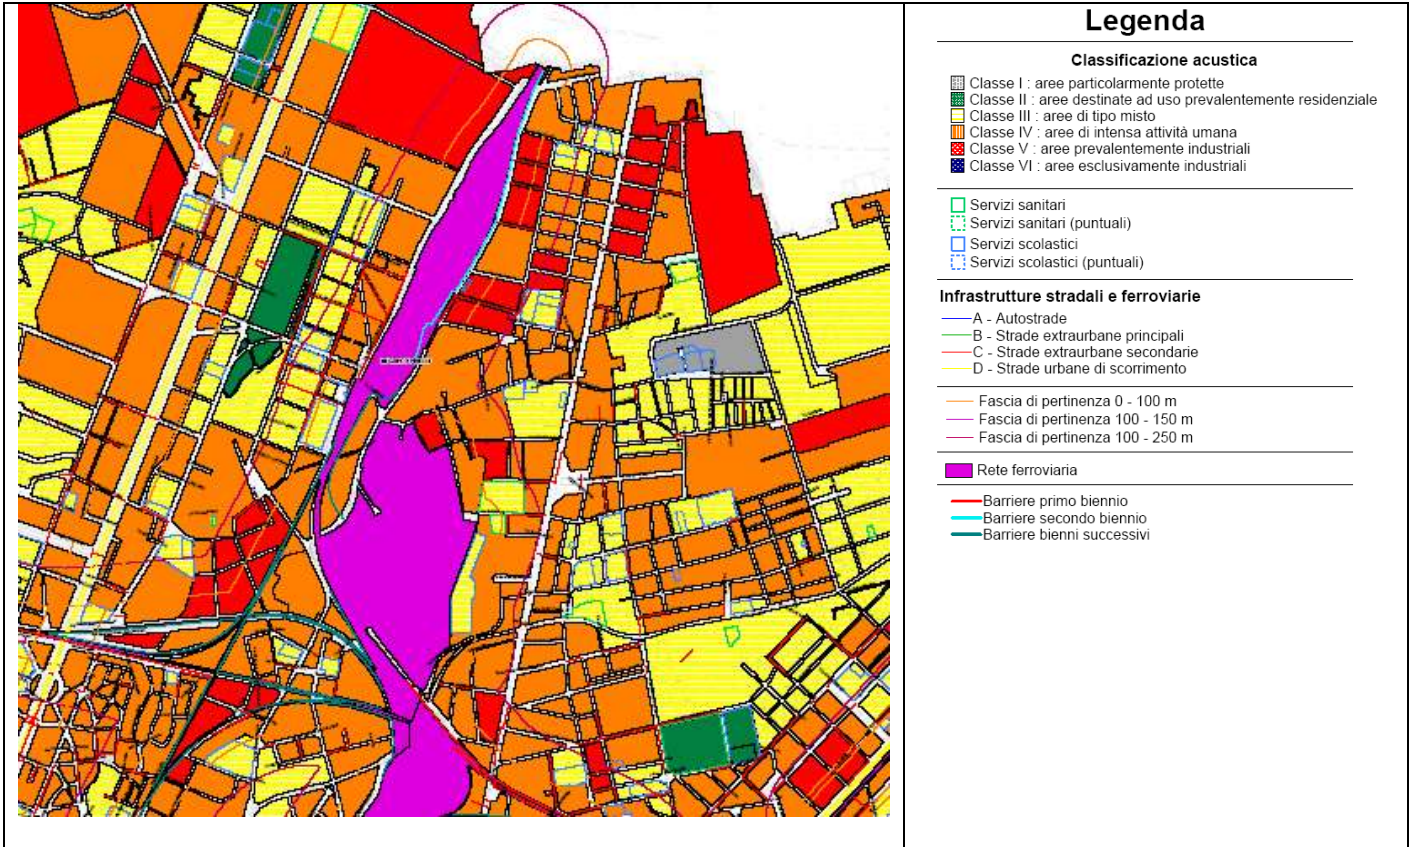 Legenda
Classificazione acustica
Classe I : aree particolarmente protette
Classe II : aree destinate ad uso prevalentemente residenziale
Classe III : aree di tipo misto
Classe IV : aree di intensa attività umana
Classe V : aree prevalentemente industriali
Classe VI : aree esclusivamente industriali
Servizi sanitari
Servizi sanitari (puntuali)
Servizi scolastici
Servizi scolastici (puntuali)
Infrastrutture stradali e ferroviarie
A - Autostrade
B - Strade extraurbane principali
C - Strade extraurbane secondarie
D - Strade urbane di scorrimento
Fascia di pertinenza 0 - 100 m
Fascia di pertinenza 100 - 150 m
Fascia di pertinenza 100 - 250 m
Rete ferroviaria
Barriere primo biennio
Barriere secondo biennio
Barriere bienni successivi